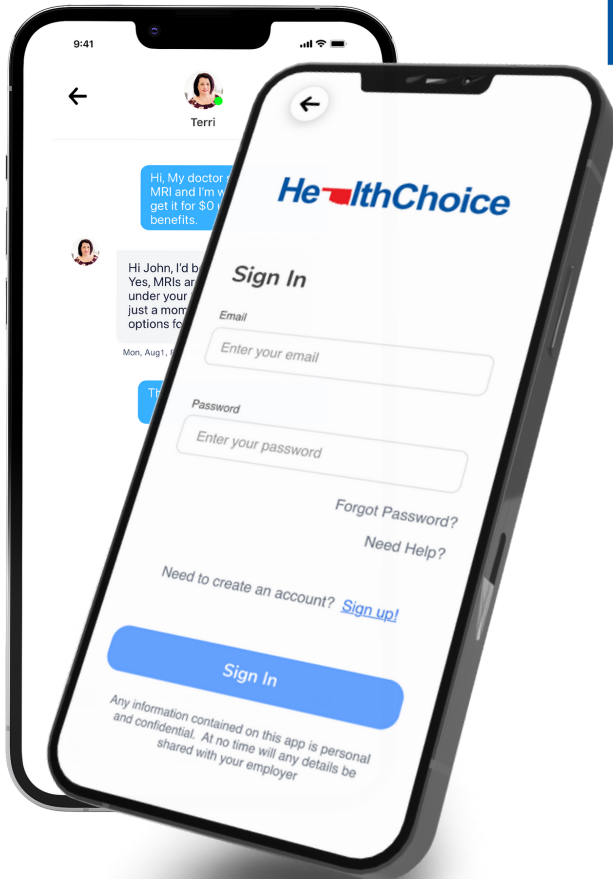 9:41
Terri
Hi, My doctor
MRI and I'm
get it for $0
benefits.
Hi John, I'd
Yes, MRIs
under your
just a
options
Mon, Aug1,
He lthChoice
Sign In
Email
Enter your email
Password
Enter your password
Forgot Password?
Need Help?
Need to create an account? Sign up!
Sign In
Any information contained on this app is personal
and confidential. At no time will any details be
shared with your employer